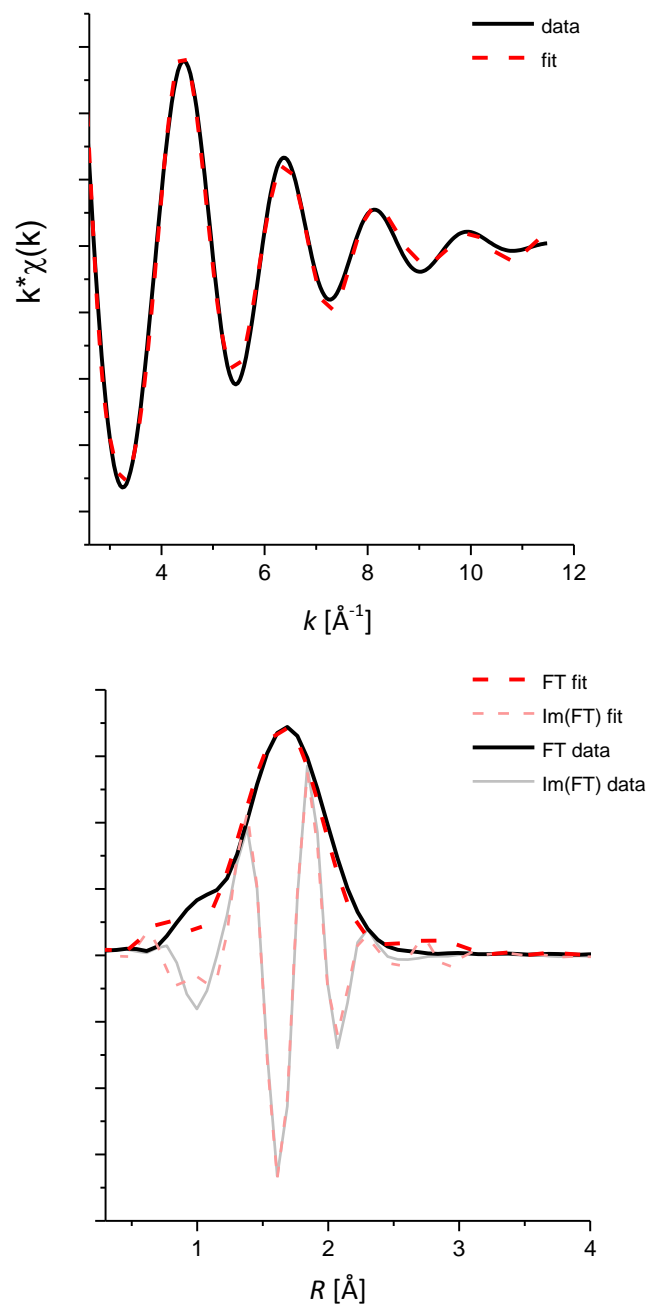 data
fit
k*χ(k)
4
6
8
10
12
k [Å-1]
FT fit
Im(FT) fit
FT data
Im(FT) data
1
2
3
4
R [Å]